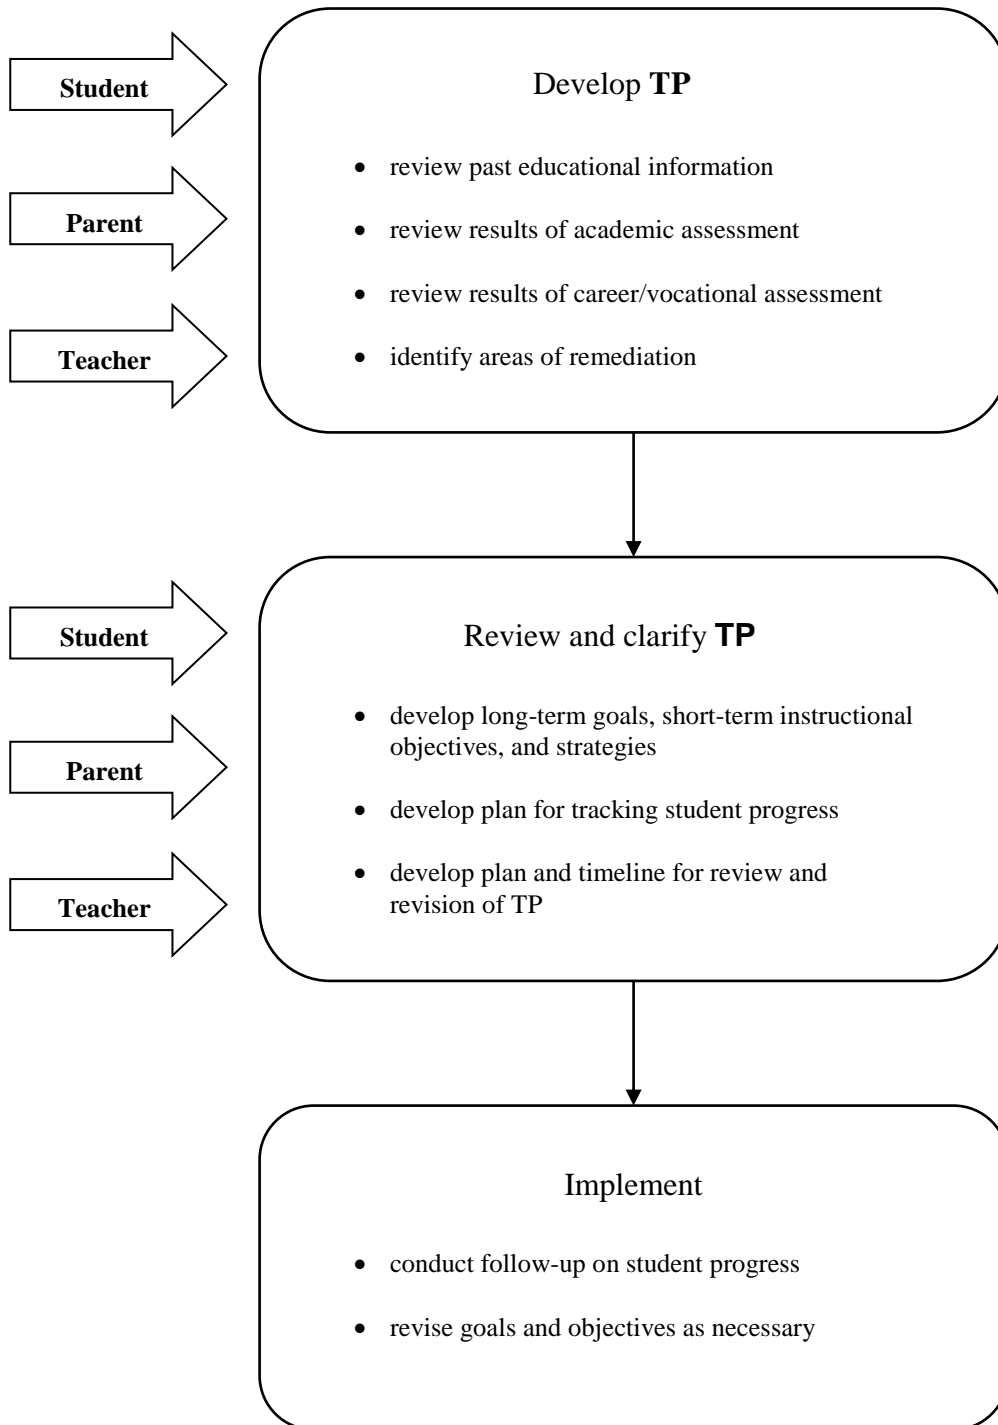 Student
Parent
Teacher
Develop TP
• review past educational information
• review results of academic assessment
• review results of career/vocational assessment
• identify areas of remediation
Student
Parent
Teacher
Review and clarify TP
• develop long-term goals, short-term instructional
objectives, and strategies
• develop plan for tracking student progress
• develop plan and timeline for review and
revision of TP
Implement
• conduct follow-up on student progress
• revise goals and objectives as necessary